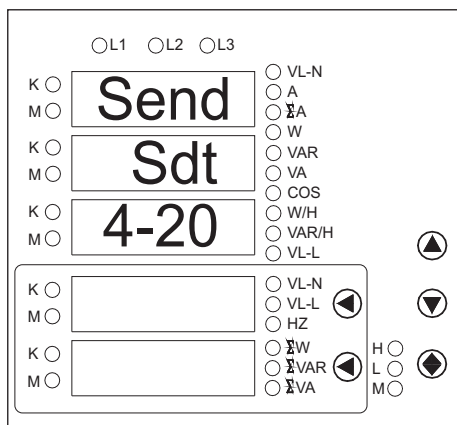 L1 L2 L3
K
M
Send
VL-N
A
ΣA
W
K
M
Sdt
VAR
VA
COS
K
M
4-20
W/H
VAR/H
VL-L
K
M
VL-N
VL-L
HZ
K
M
ΣW
ΣVAR
ΣVA
H
L
M